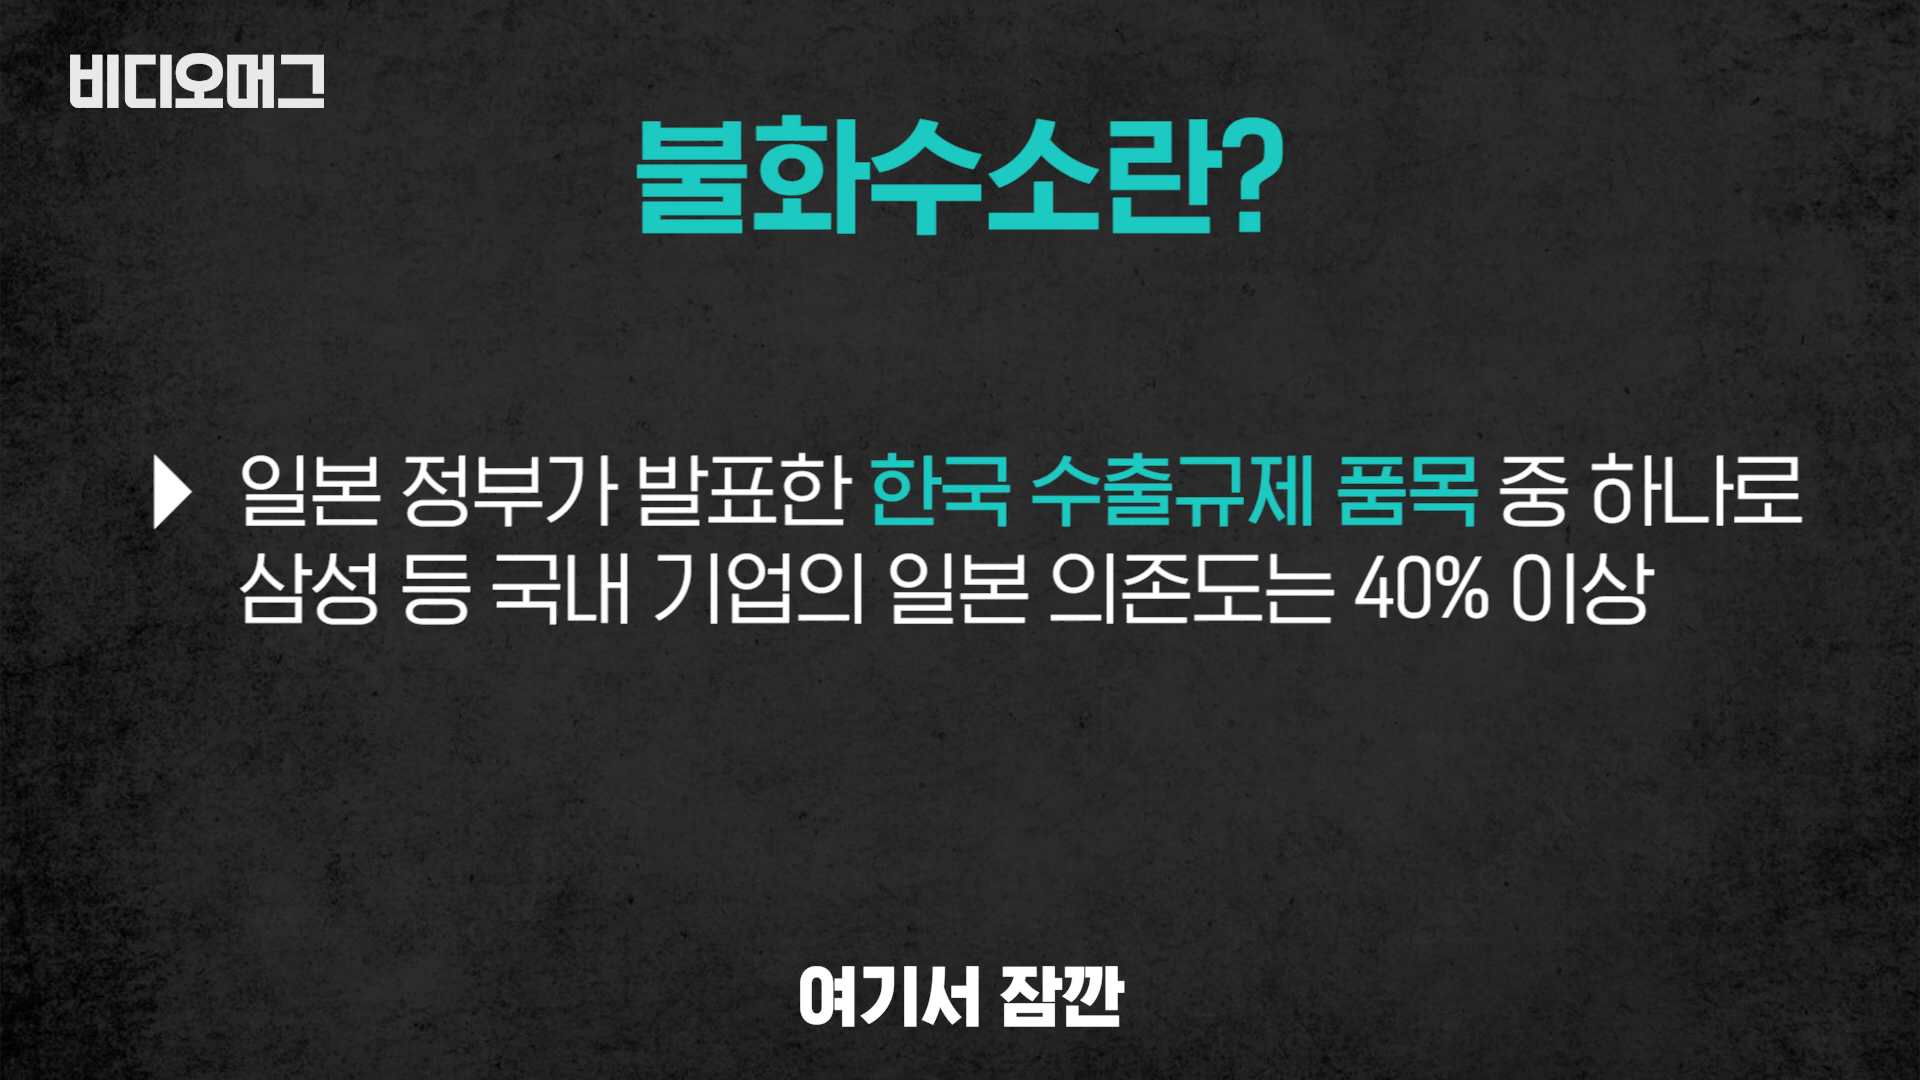 비디오머그
불화수소란?
일본 정부가 발표한 한국 수출규제 품목 중 하나로
삼성 등 국내 기업의 일본 의존도는 40% 이상
여기서 잠깐